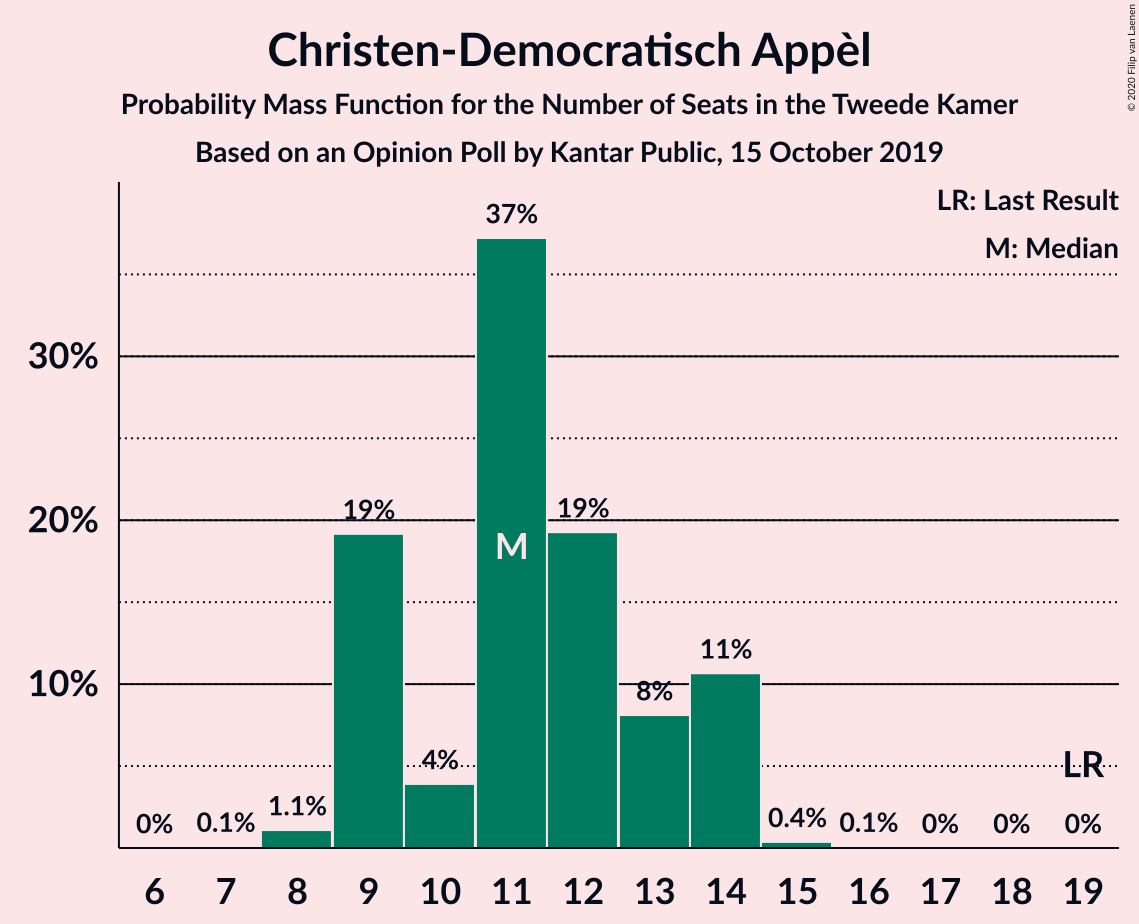 Christen-Democratisch Appèl
Probability Mass Function for the Number of Seats in the Tweede Kamer
Based on an Opinion Poll by Kantar Public, 15 October 2019
© 2020 Filip van Laenen
LR: Last Result
M: Median
37%
30%
20%
19%
19%
M
11%
10%
8%
4%
LR
1.1%
0% 0.1% 0.4% 0.1% 0% 0% 0%
6 7 8 9 10 11 12 13 14 15 16 17 18 19